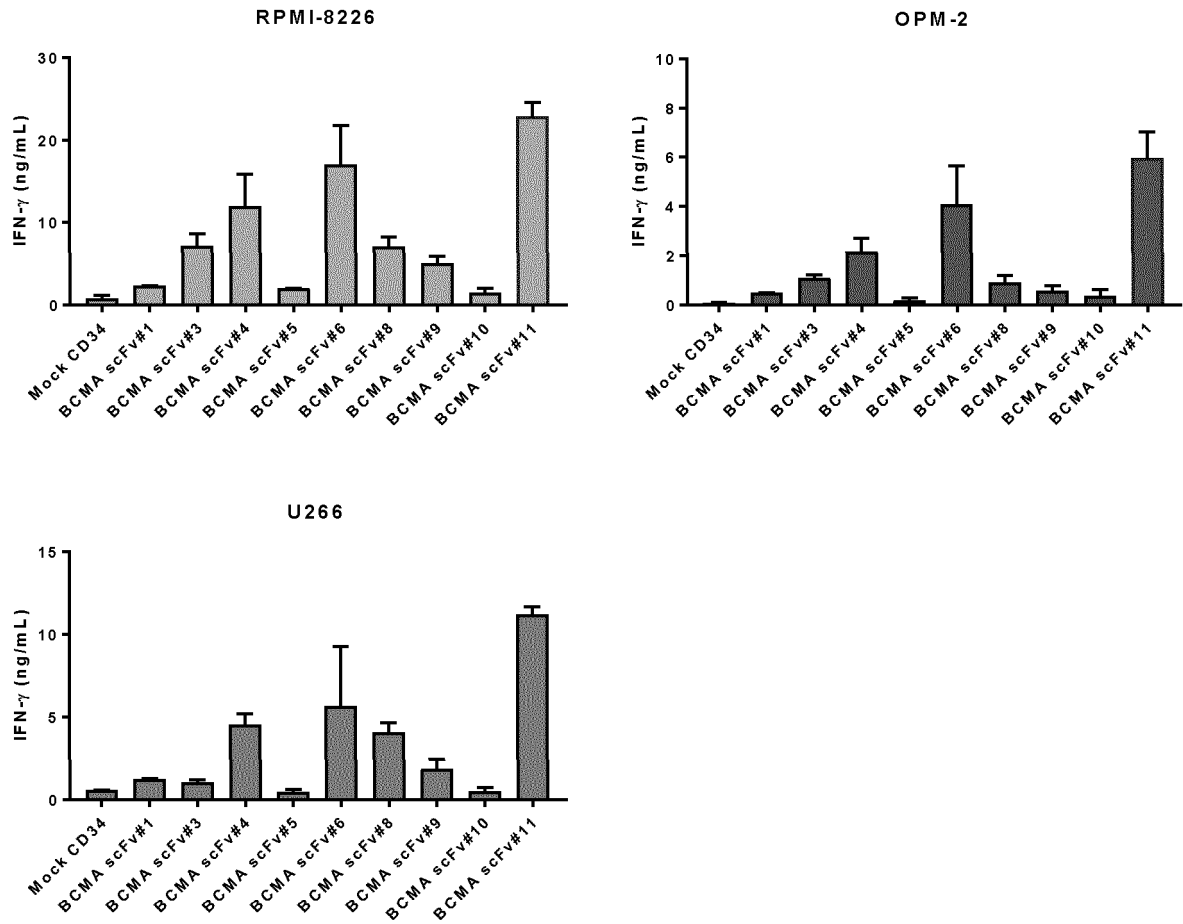 RPMI-8226
IFN-γ (ng/mL)
30
20
10
0
Mock CD34
BCMA scFv#1
BCMA scFv#3
BCMA scFv#4
BCMA scFv#5
BCMA scFv#6
BCMA scFv#8
BCMA scFv#9
BCMA scFv#10
BCMA scFv#11
OPM-2
IFN-γ (ng/mL)
10
8
6
4
2
0
Mock CD34
BCMA scFv#1
BCMA scFv#3
BCMA scFv#4
BCMA scFv#5
BCMA scFv#6
BCMA scFv#8
BCMA scFv#9
BCMA scFv#10
BCMA scFv#11
U266
IFN-γ (ng/mL)
15
10
5
0
Mock CD34
BCMA scFv#1
BCMA scFv#3
BCMA scFv#4
BCMA scFv#5
BCMA scFv#6
BCMA scFv#8
BCMA scFv#9
BCMA scFv#10
BCMA scFv#11